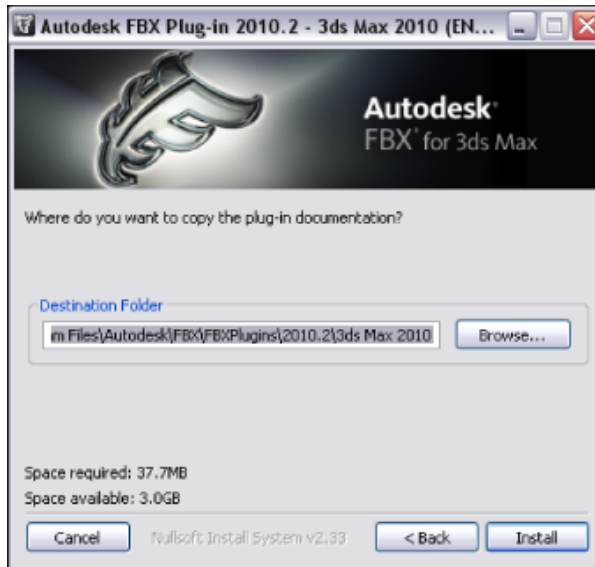 Autodesk FBX Plug-in 2010.2 - 3ds Max 2010 (EN...
Autodesk®
FBX® for 3ds Max
Where do you want to copy the plug-in documentation?
Destination Folder
m Files\Autodesk\FBX\FBXPlugins\2010.2\3ds Max 2010
Browse...
Space required: 37.7MB
Space available: 3.0GB
Cancel
Nullsoft Install System v2.33
< Back
Install